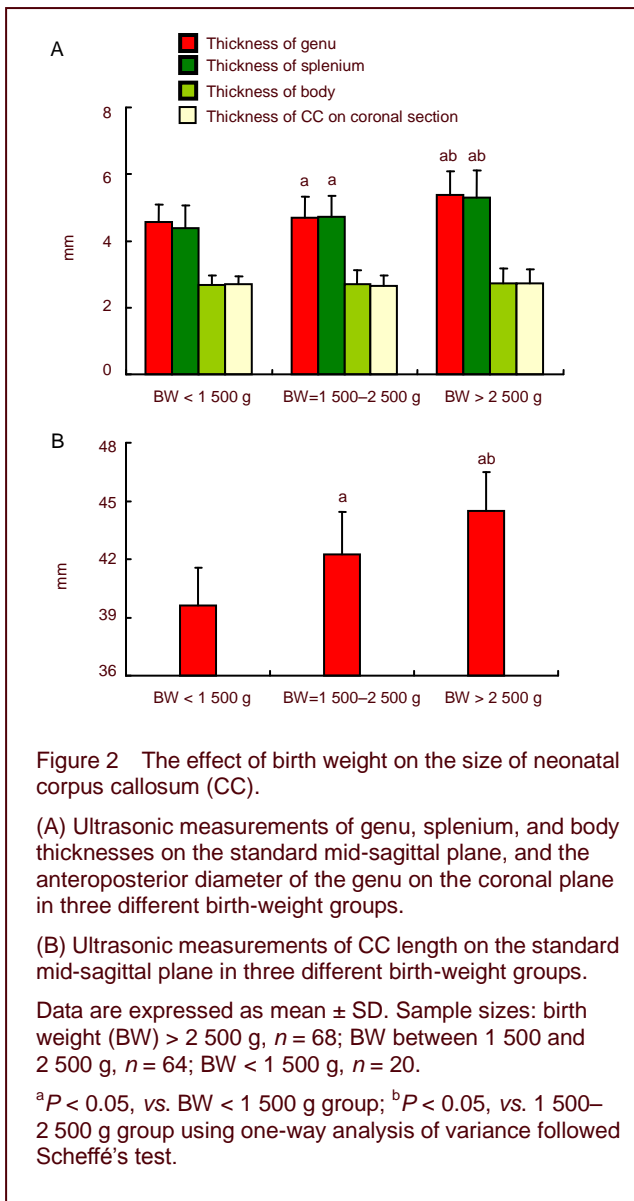 A
Thickness of genu
Thickness of splenium
Thickness of body
Thickness of CC on coronal section
8
6
4
2
0
mm
a a
ab ab
BW < 1 500 g BW=1 500–2 500 g BW > 2 500 g
B
48
45
42
39
36
mm
a
ab
BW < 1 500 g BW=1 500–2 500 g BW > 2 500 g
Figure 2 The effect of birth weight on the size of neonatal
corpus callosum (CC).
(A) Ultrasonic measurements of genu, splenium, and body
thicknesses on the standard mid-sagittal plane, and the
anteroposterior diameter of the genu on the coronal plane
in three different birth-weight groups.
(B) Ultrasonic measurements of CC length on the standard
mid-sagittal plane in three different birth-weight groups.
Data are expressed as mean ± SD. Sample sizes: birth
weight (BW) > 2 500 g, n = 68; BW between 1 500 and
2 500 g, n = 64; BW < 1 500 g, n = 20.
aP < 0.05, vs. BW < 1 500 g group; bP < 0.05, vs. 1 500–
2 500 g group using one-way analysis of variance followed
Scheffé's test.